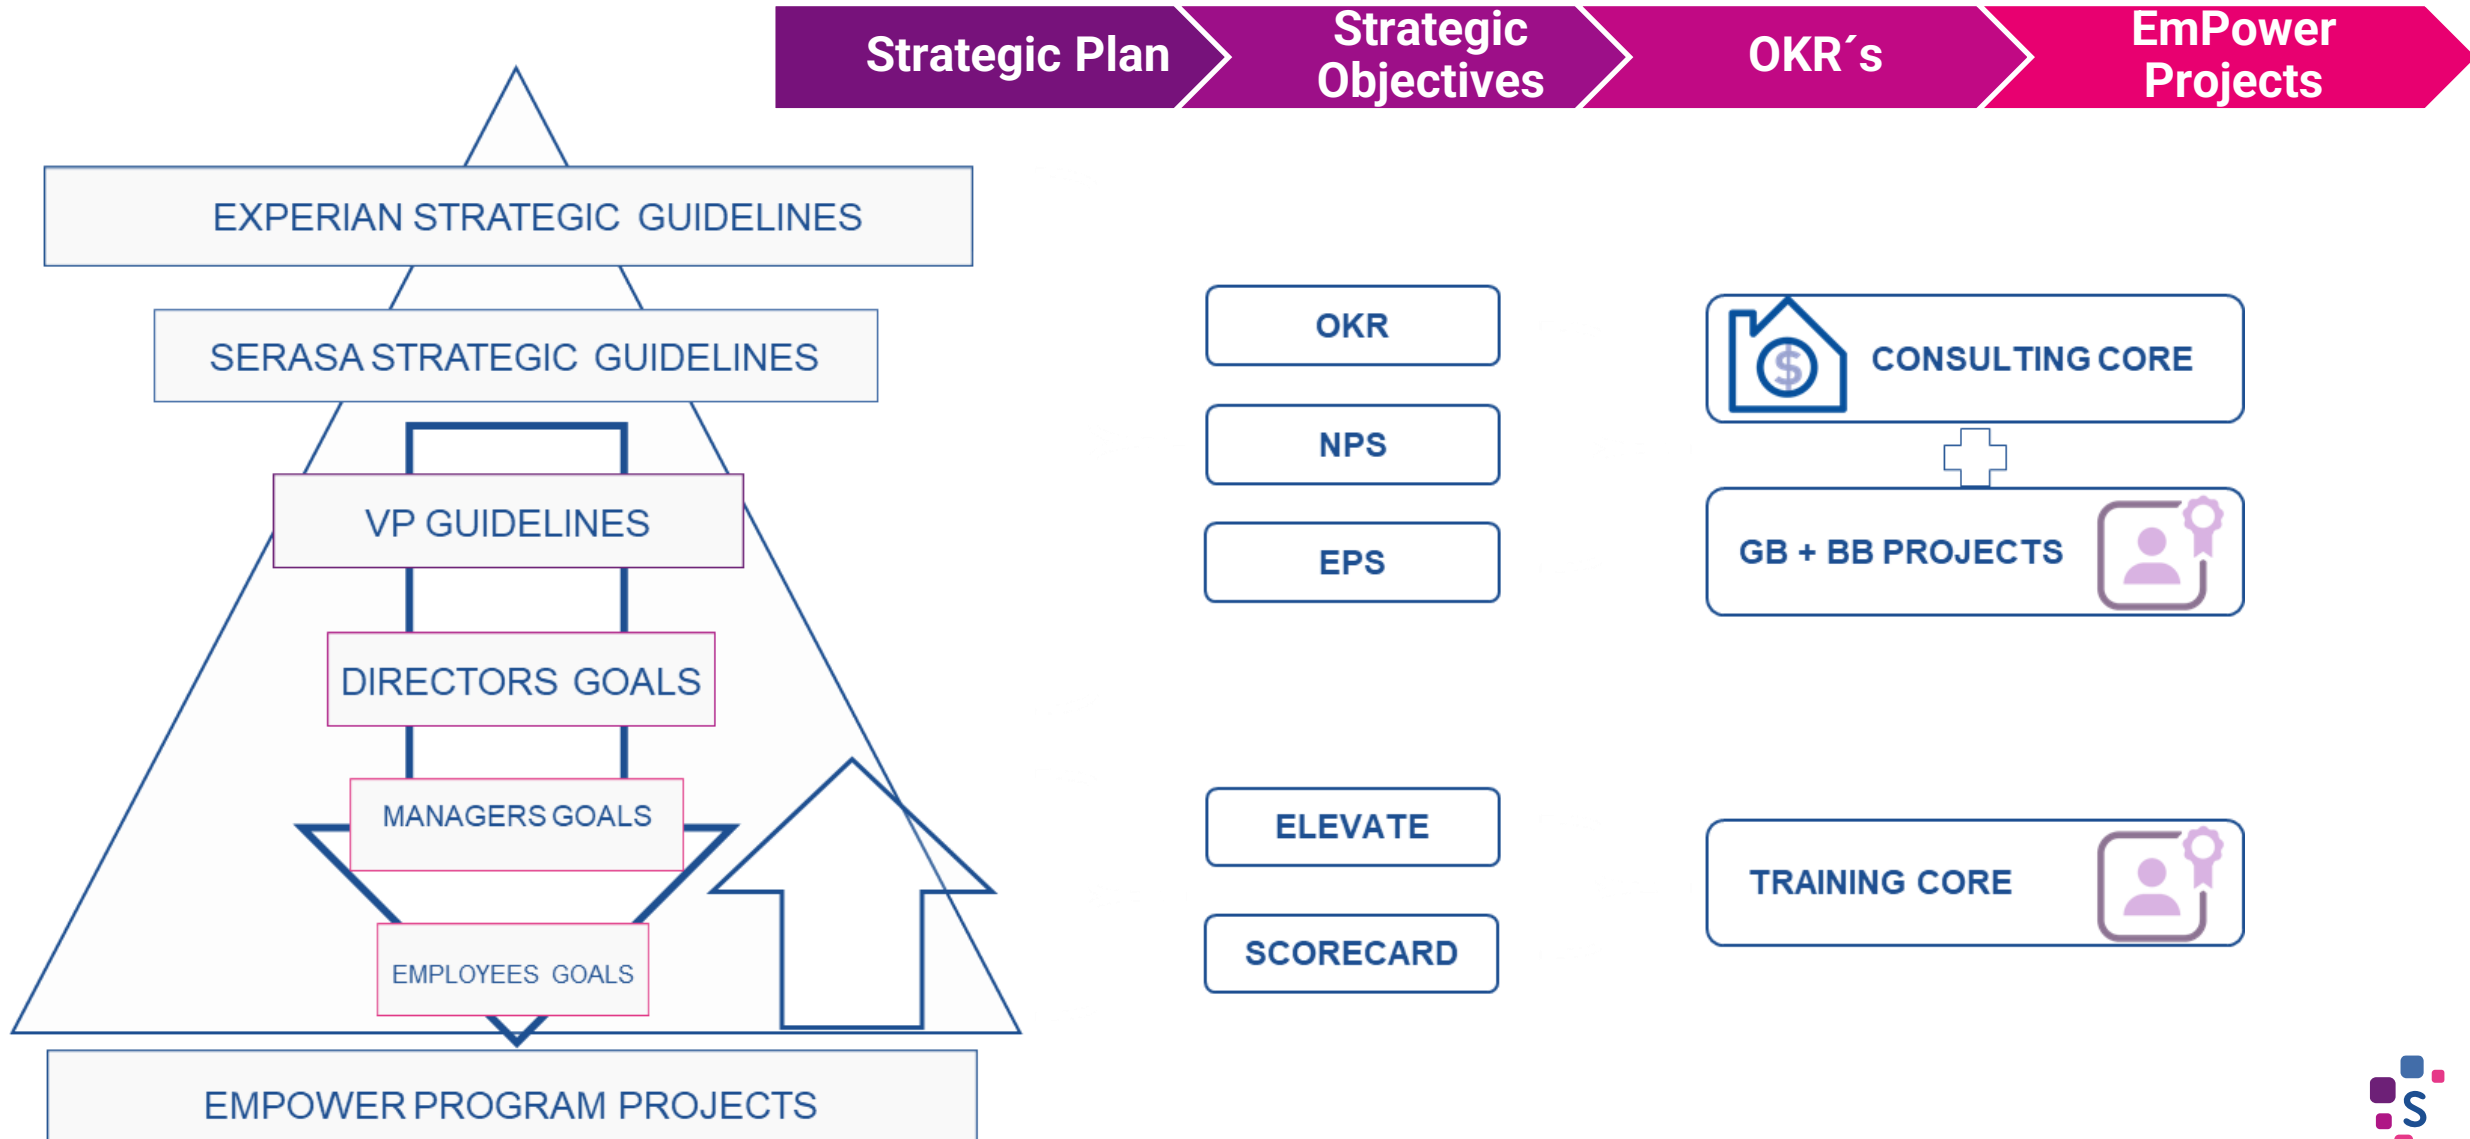 Strategic Plan
Strategic
Objectives
OKR´s
EmPower
Projects
EXPERIAN STRATEGIC GUIDELINES
SERASA STRATEGIC GUIDELINES
VP GUIDELINES
DIRECTORS GOALS
MANAGERS GOALS
EMPLOYEES GOALS
EMPOWER PROGRAM PROJECTS
OKR
NPS
EPS
ELEVATE
SCORECARD
$
CONSULTING CORE
GB + BB PROJECTS
TRAINING CORE
S